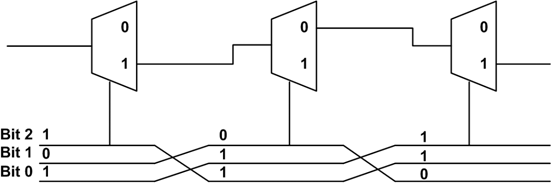 0 0 0
1 1 1
Bit 2 1 0 1
Bit 1 0 1 1
Bit 0 1 1 0